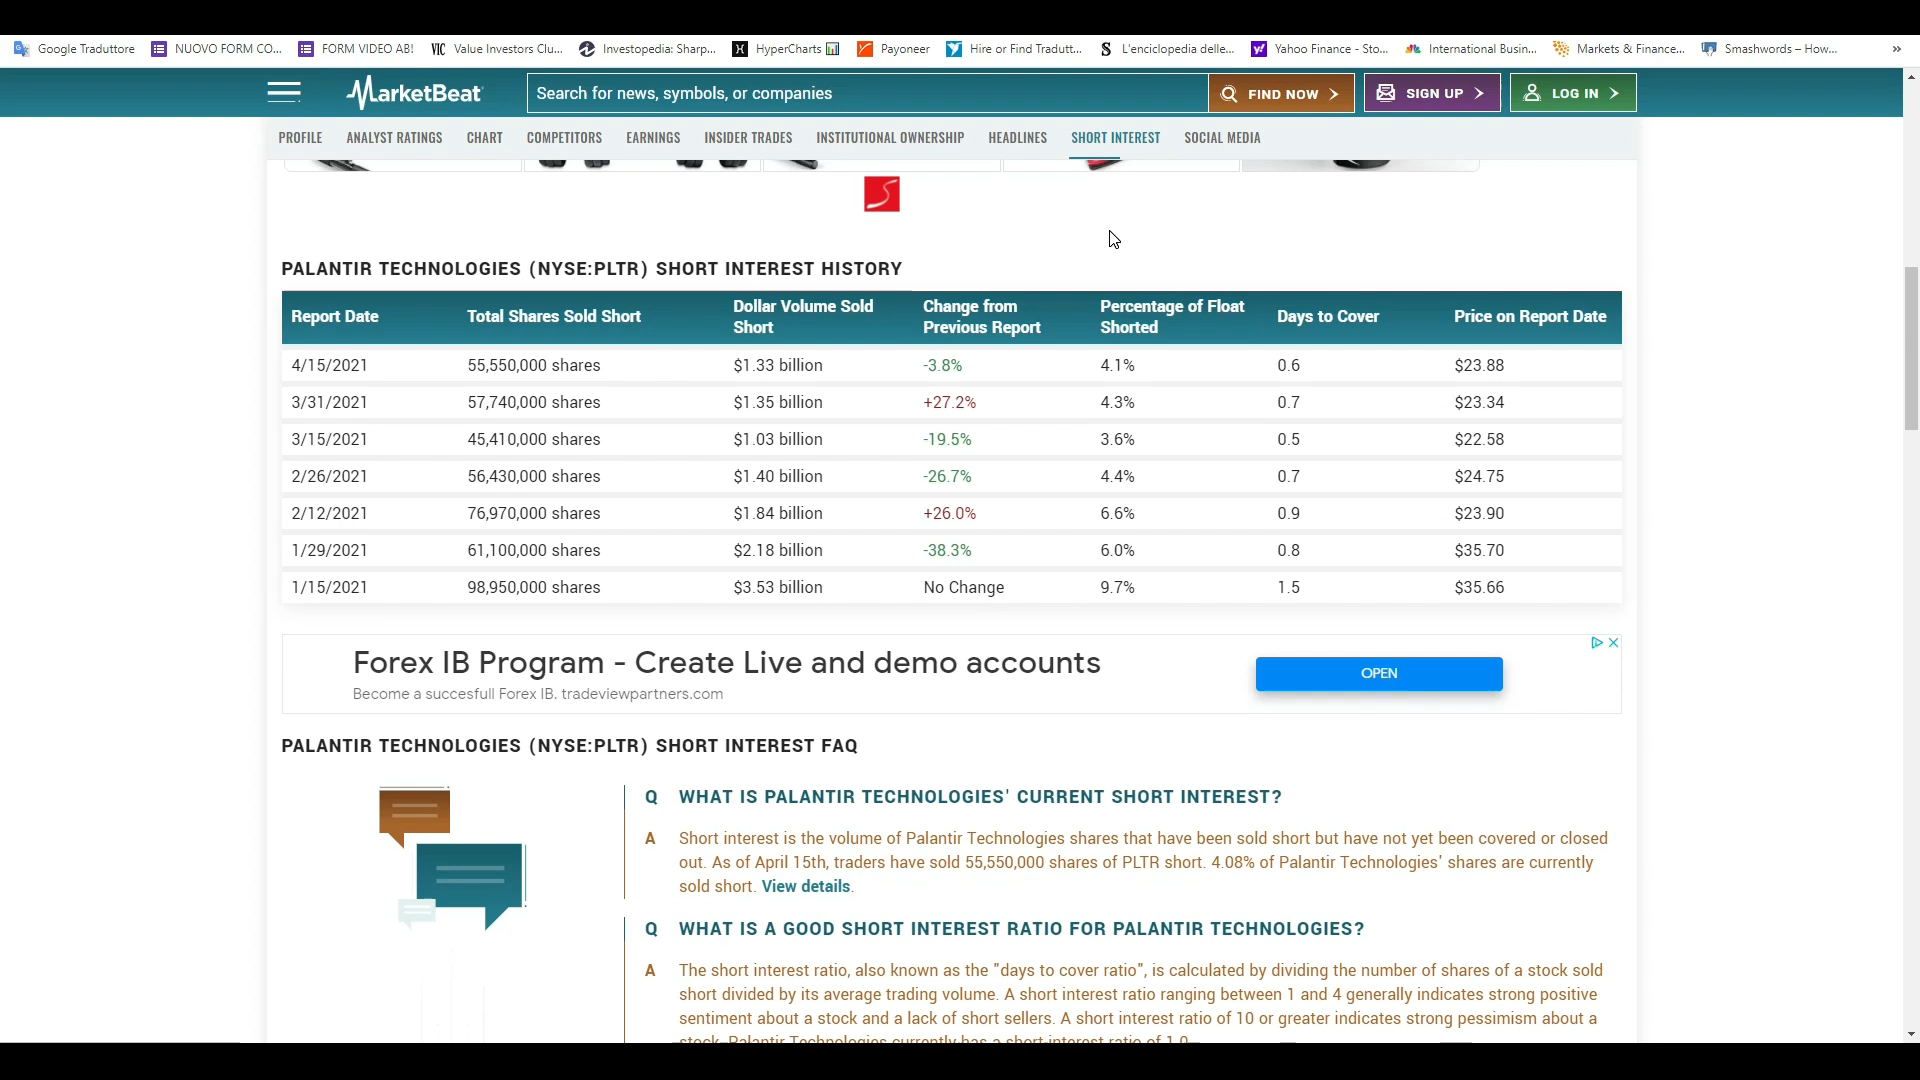 Google Traduttore NUOVO FORM CO... FORM VIDEO AB! VIC Value Investors Clu... Investopedia: Sharp... HyperCharts Payoneer Hire or Find Tradutt... S L'enciclopedia delle... Yahoo Finance - Sto... International Busin... Markets & Finance... Smashwords – How... »
MarketBeat Search for news, symbols, or companies FIND NOW SIGN UP LOG IN
PROFILE ANALYST RATINGS CHART COMPETITORS EARNINGS INSIDER TRADES INSTITUTIONAL OWNERSHIP HEADLINES SHORT INTEREST SOCIAL MEDIA
PALANTIR TECHNOLOGIES (NYSE:PLTR) SHORT INTEREST HISTORY
Report Date Total Shares Sold Short Dollar Volume Sold Short Change from Previous Report Percentage of Float Shorted Days to Cover Price on Report Date
4/15/2021 55,550,000 shares $1.33 billion -3.8% 4.1% 0.6 $23.88
3/31/2021 57,740,000 shares $1.35 billion +27.2% 4.3% 0.7 $23.34
3/15/2021 45,410,000 shares $1.03 billion -19.5% 3.6% 0.5 $22.58
2/26/2021 56,430,000 shares $1.40 billion -26.7% 4.4% 0.7 $24.75
2/12/2021 76,970,000 shares $1.84 billion +26.0% 6.6% 0.9 $23.90
1/29/2021 61,100,000 shares $2.18 billion -38.3% 6.0% 0.8 $35.70
1/15/2021 98,950,000 shares $3.53 billion No Change 9.7% 1.5 $35.66
Forex IB Program - Create Live and demo accounts
Become a succesfull Forex IB. tradeviewpartners.com
OPEN
PALANTIR TECHNOLOGIES (NYSE:PLTR) SHORT INTEREST FAQ
Q WHAT IS PALANTIR TECHNOLOGIES' CURRENT SHORT INTEREST?
A Short interest is the volume of Palantir Technologies shares that have been sold short but have not yet been covered or closed
out. As of April 15th, traders have sold 55,550,000 shares of PLTR short. 4.08% of Palantir Technologies' shares are currently
sold short. View details.
Q WHAT IS A GOOD SHORT INTEREST RATIO FOR PALANTIR TECHNOLOGIES?
A The short interest ratio, also known as the "days to cover ratio", is calculated by dividing the number of shares of a stock sold
short divided by its average trading volume. A short interest ratio ranging between 1 and 4 generally indicates strong positive
sentiment about a stock and a lack of short sellers. A short interest ratio of 10 or greater indicates strong pessimism about a
stock. Palantir Technologies currently has a short-interest ratio of 1.0